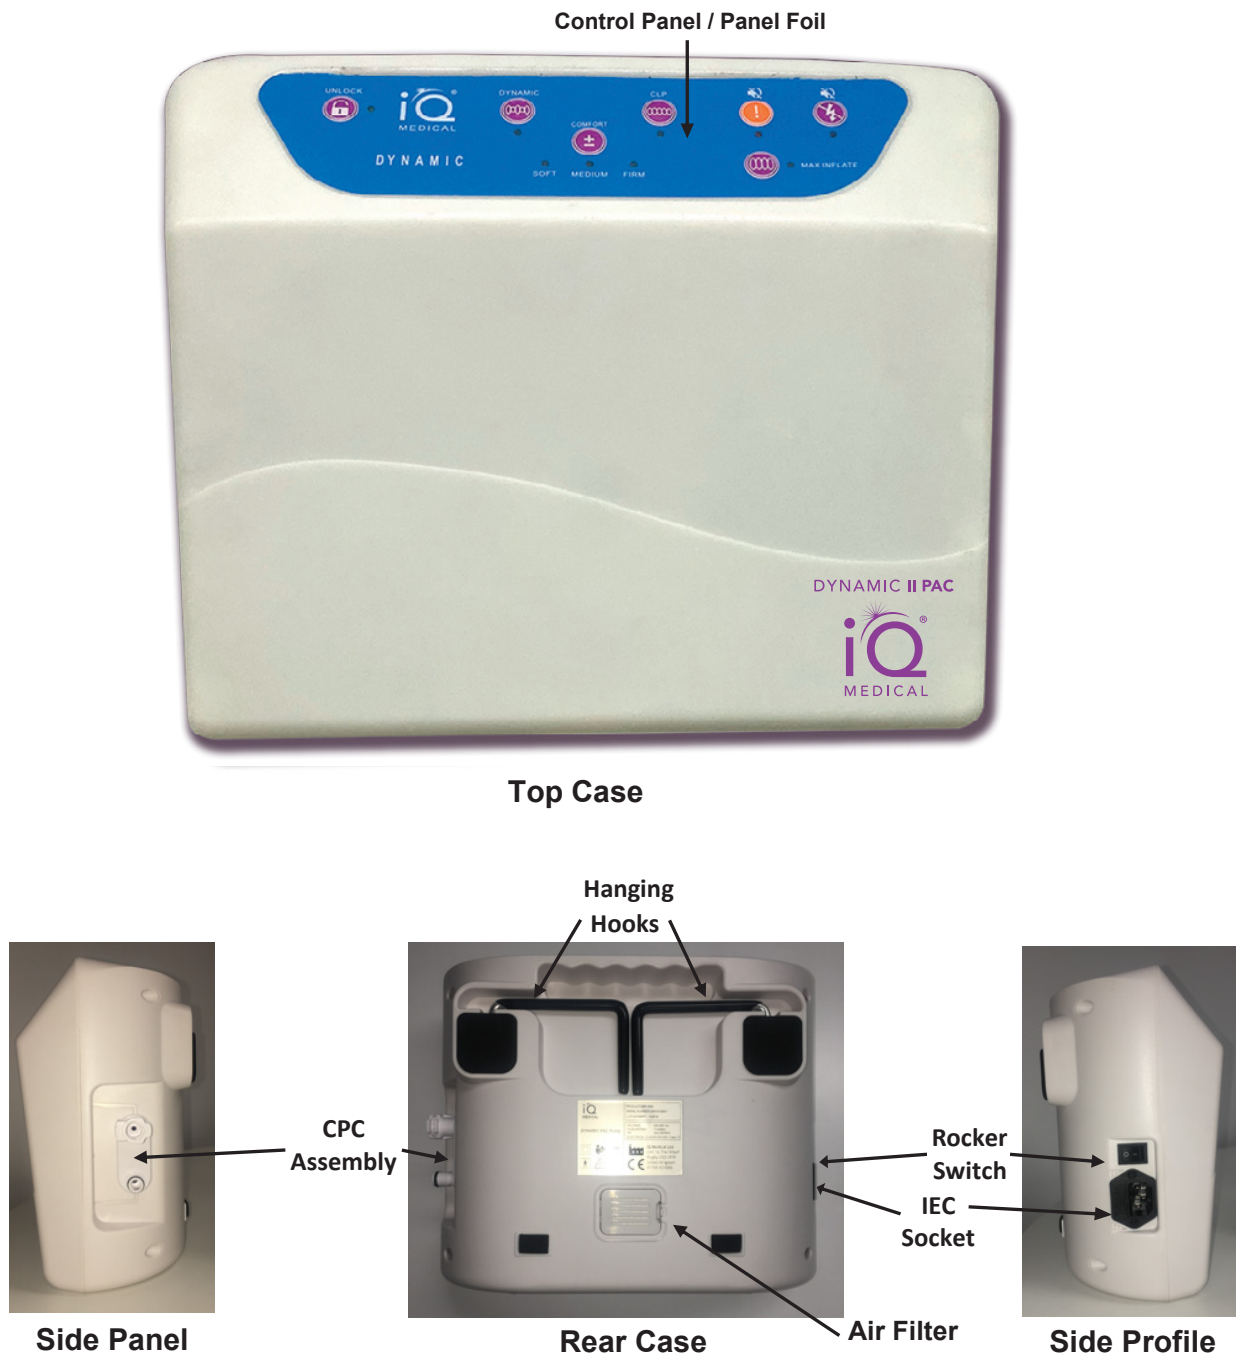 Control Panel / Panel Foil
UNLOCK
iQ®
MEDICAL
DYNAMIC
DYNAMIC
COMFORT
SOFT MEDIUM FIRM
CLP
MAX INFLATE
DYNAMIC II PAC
iQ®
MEDICAL
Top Case
Hanging
Hooks
CPC
Assembly
iQ
MEDICAL
Rocker
Switch
IEC
Socket
Air Filter
Side Panel
Rear Case
Side Profile